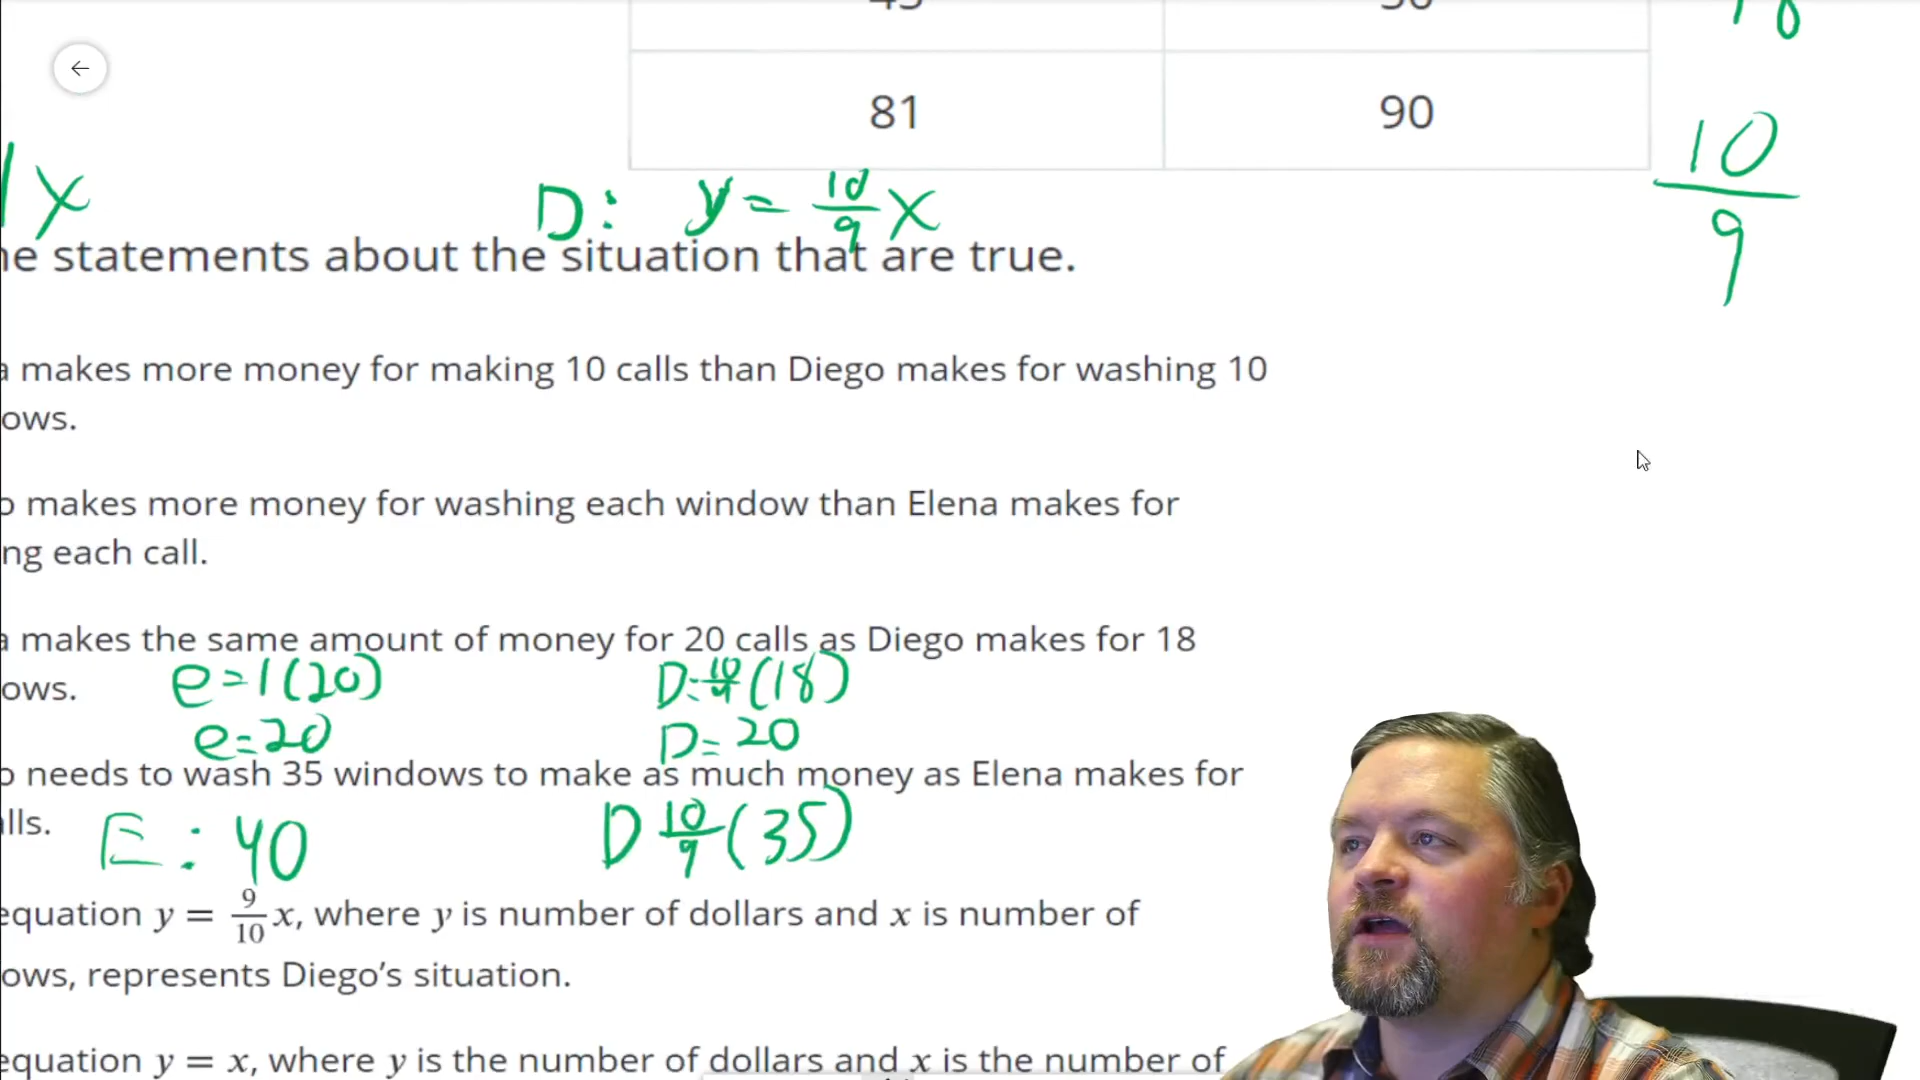 81 90
10
9
x
D: y = 10/9 x
he statements about the situation that are true.
a makes more money for making 10 calls than Diego makes for washing 10
ows.
o makes more money for washing each window than Elena makes for
ng each call.
a makes the same amount of money for 20 calls as Diego makes for 18
ows. e=1(20) (18)
e=20 D= 20
o needs to wash 35 windows to make as much money as Elena makes for
lls. E: 40 D 10/9 (35)
equation y = 9/10 x, where y is number of dollars and x is number of
ows, represents Diego's situation.
equation y = x, where y is the number of dollars and x is the number of